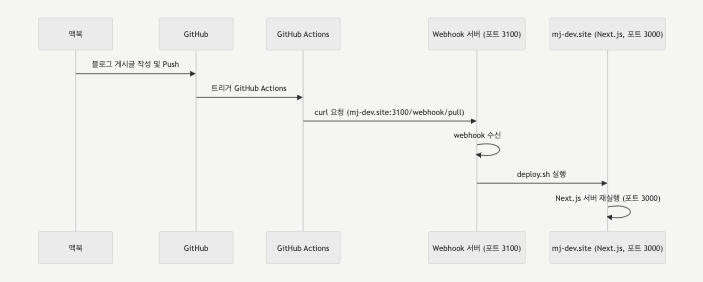 맥북
GitHub
GitHub Actions
Webhook 서버 (포트 3100)
mj-dev.site (Next.js, 포트 3000)
블로그 게시글 작성 및 Push
트리거 GitHub Actions
curl 요청 (mj-dev.site:3100/webhook/pull)
webhook 수신
deploy.sh 실행
Next.js 서버 재실행 (포트 3000)
맥북
GitHub
GitHub Actions
Webhook 서버 (포트 3100)
mj-dev.site (Next.js, 포트 3000)